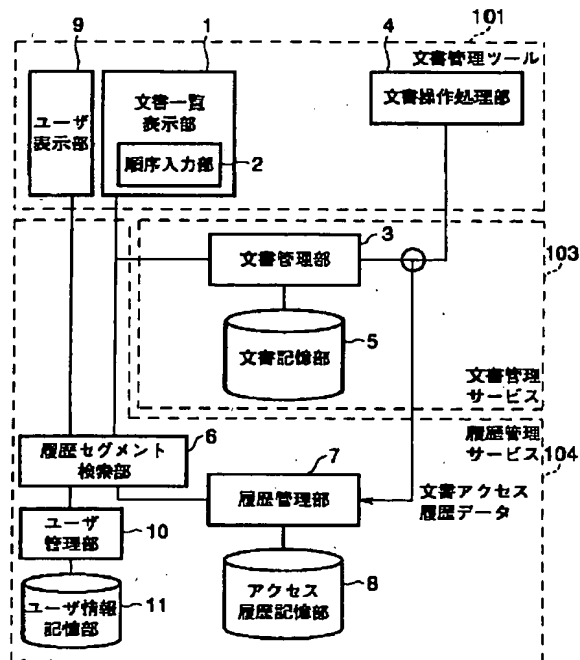 9
1
4
101
文書管理ツール
ユーザ
表示部
文書一覧
表示部
順序入力部
2
文書操作処理部
3
文書管理部
103
文書記憶部
5
文書管理
サービス
履歴管理
サービス
104
6
履歴セグメント
検索部
7
履歴管理部
文書アクセス
履歴データ
ユーザ
管理部
10
アクセス
履歴記憶部
8
ユーザ情報
記憶部
11